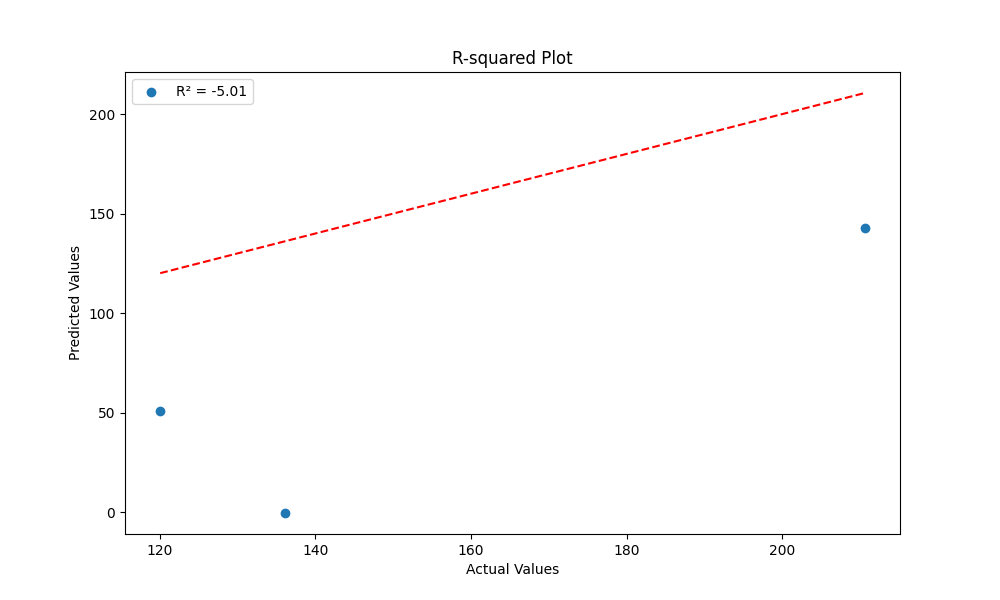 R-squared Plot
R² = -5.01
200
150
100
50
0
Predicted Values
120 140 160 180 200
Actual Values